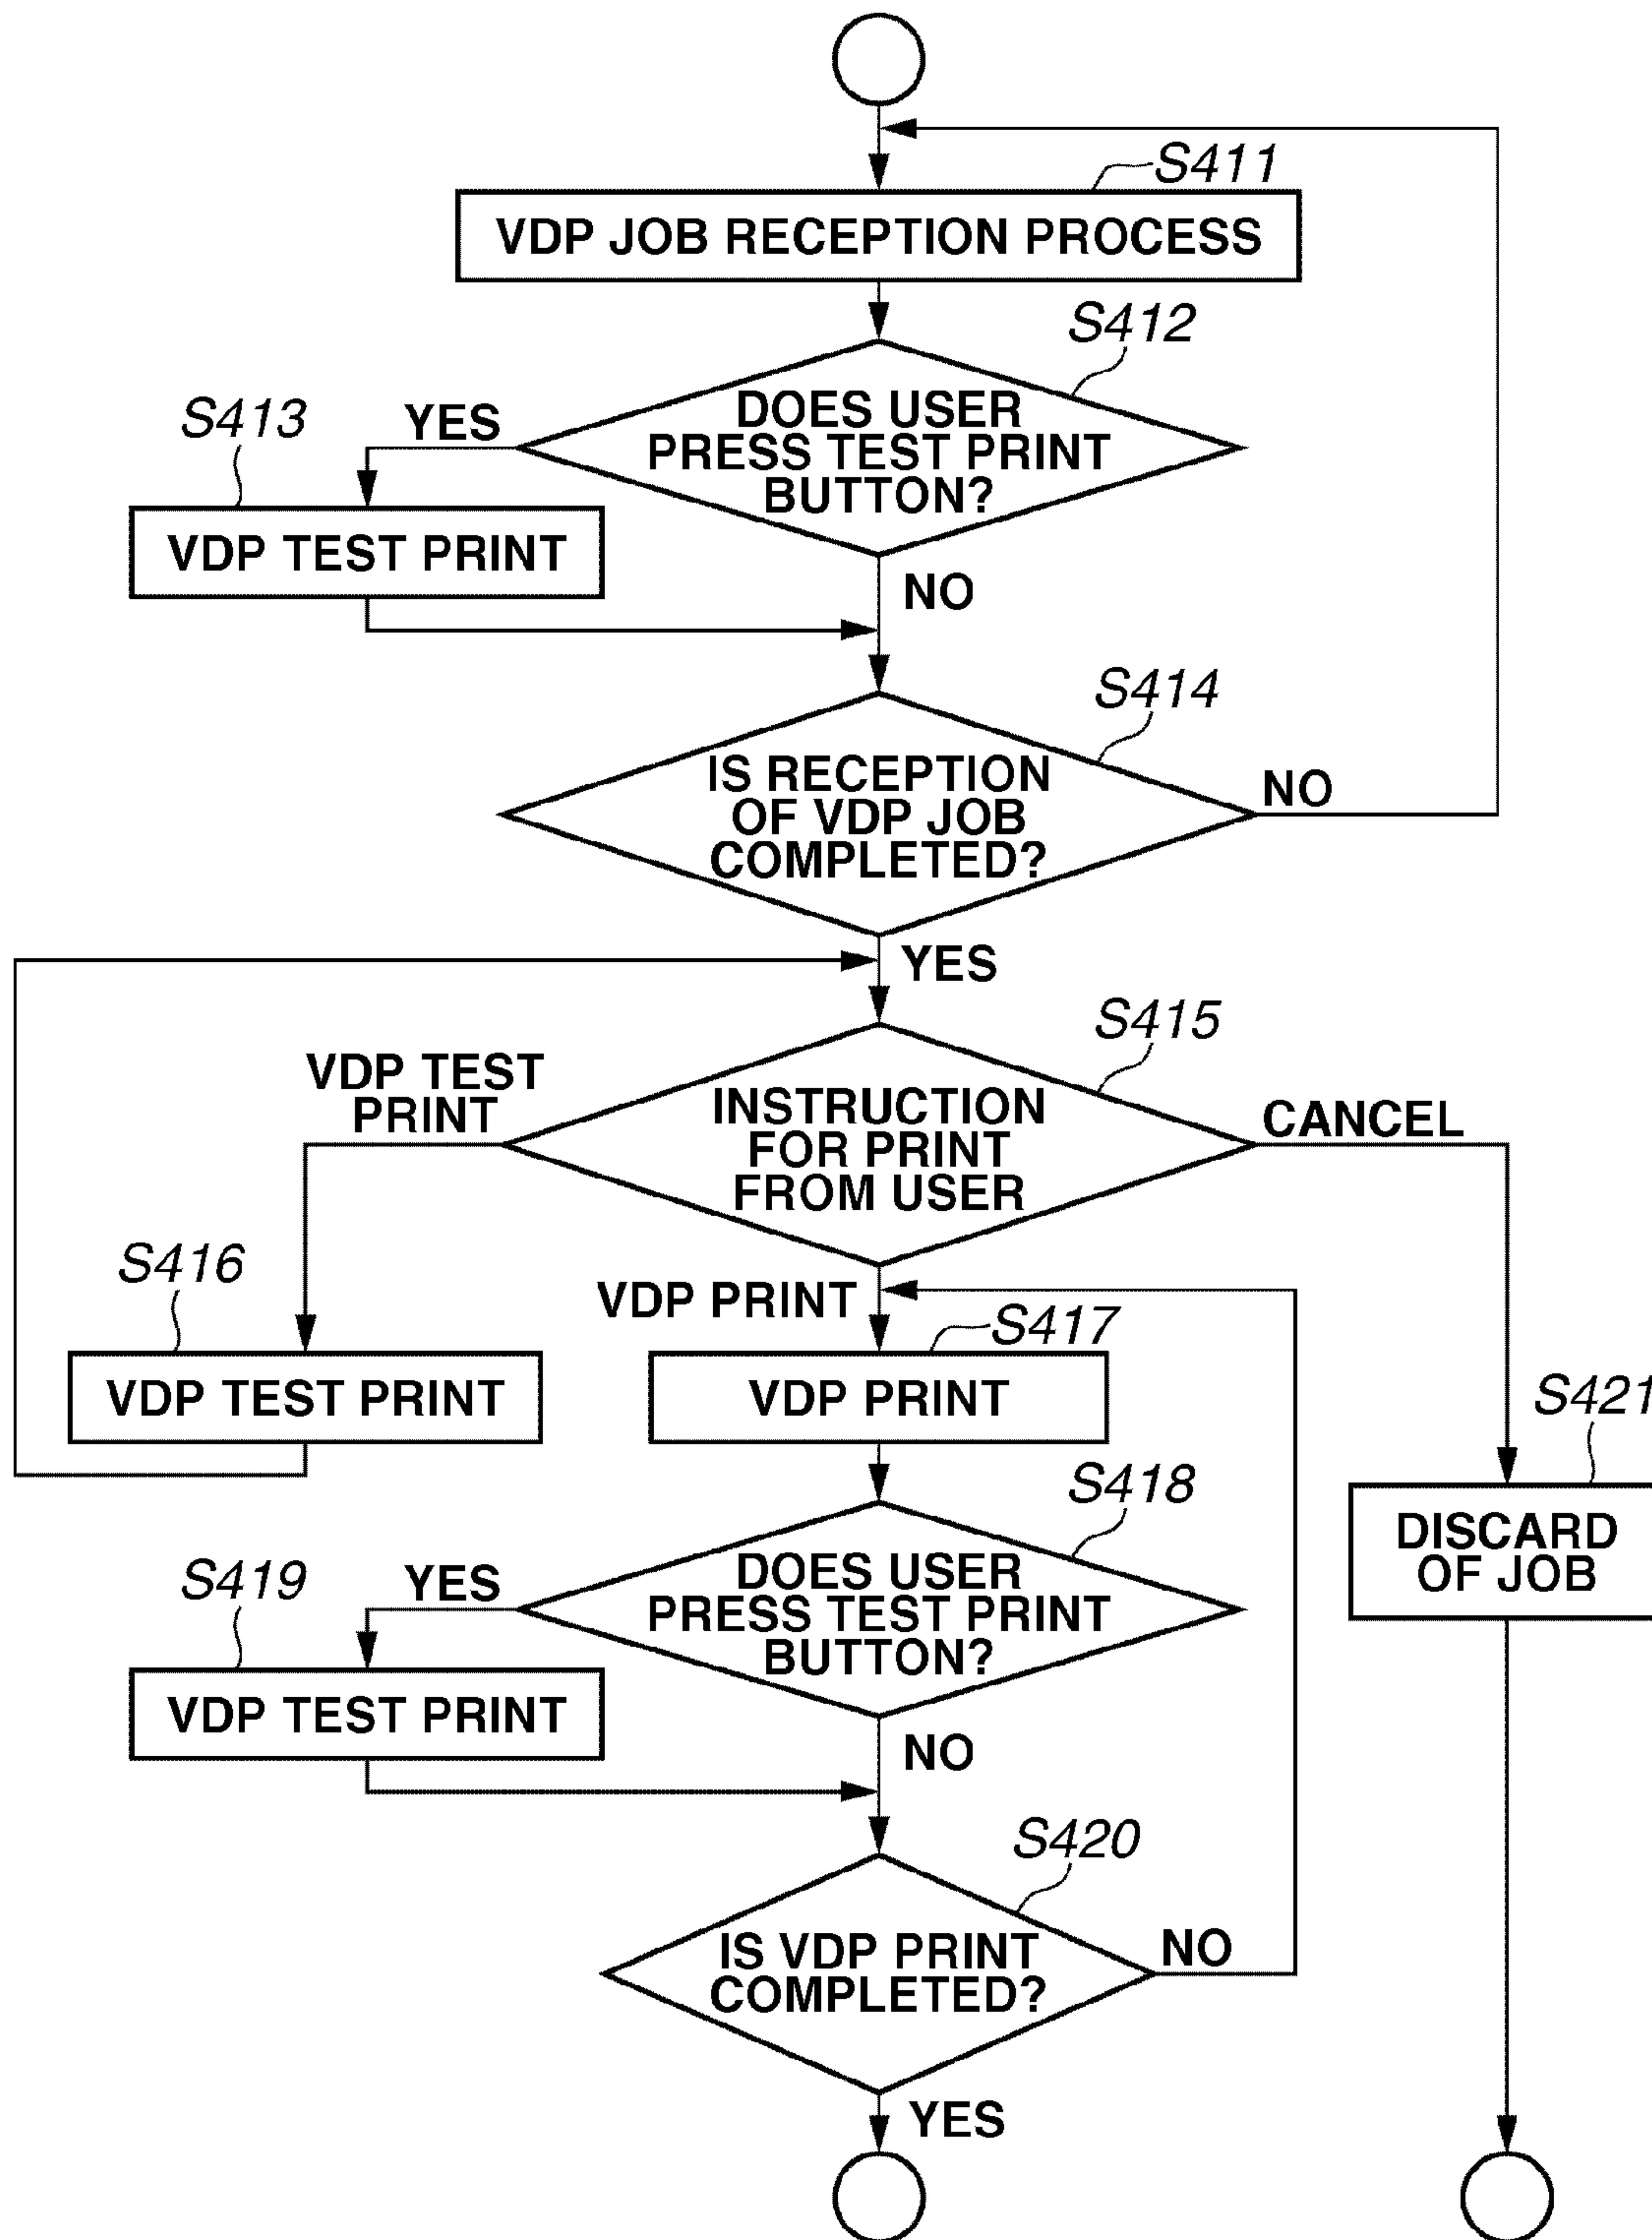 S411
VDP JOB RECEPTION PROCESS
S412
DOES USER
PRESS TEST PRINT
BUTTON?
YES
S413
VDP TEST PRINT
NO
S414
IS RECEPTION
OF VDP JOB
COMPLETED?
NO
YES
S415
VDP TEST
PRINT
INSTRUCTION
FOR PRINT
FROM USER
CANCEL
S416
VDP TEST PRINT
VDP PRINT
S417
VDP PRINT
S421
DISCARD
OF JOB
S418
DOES USER
PRESS TEST PRINT
BUTTON?
YES
S419
VDP TEST PRINT
NO
S420
IS VDP PRINT
COMPLETED?
NO
YES